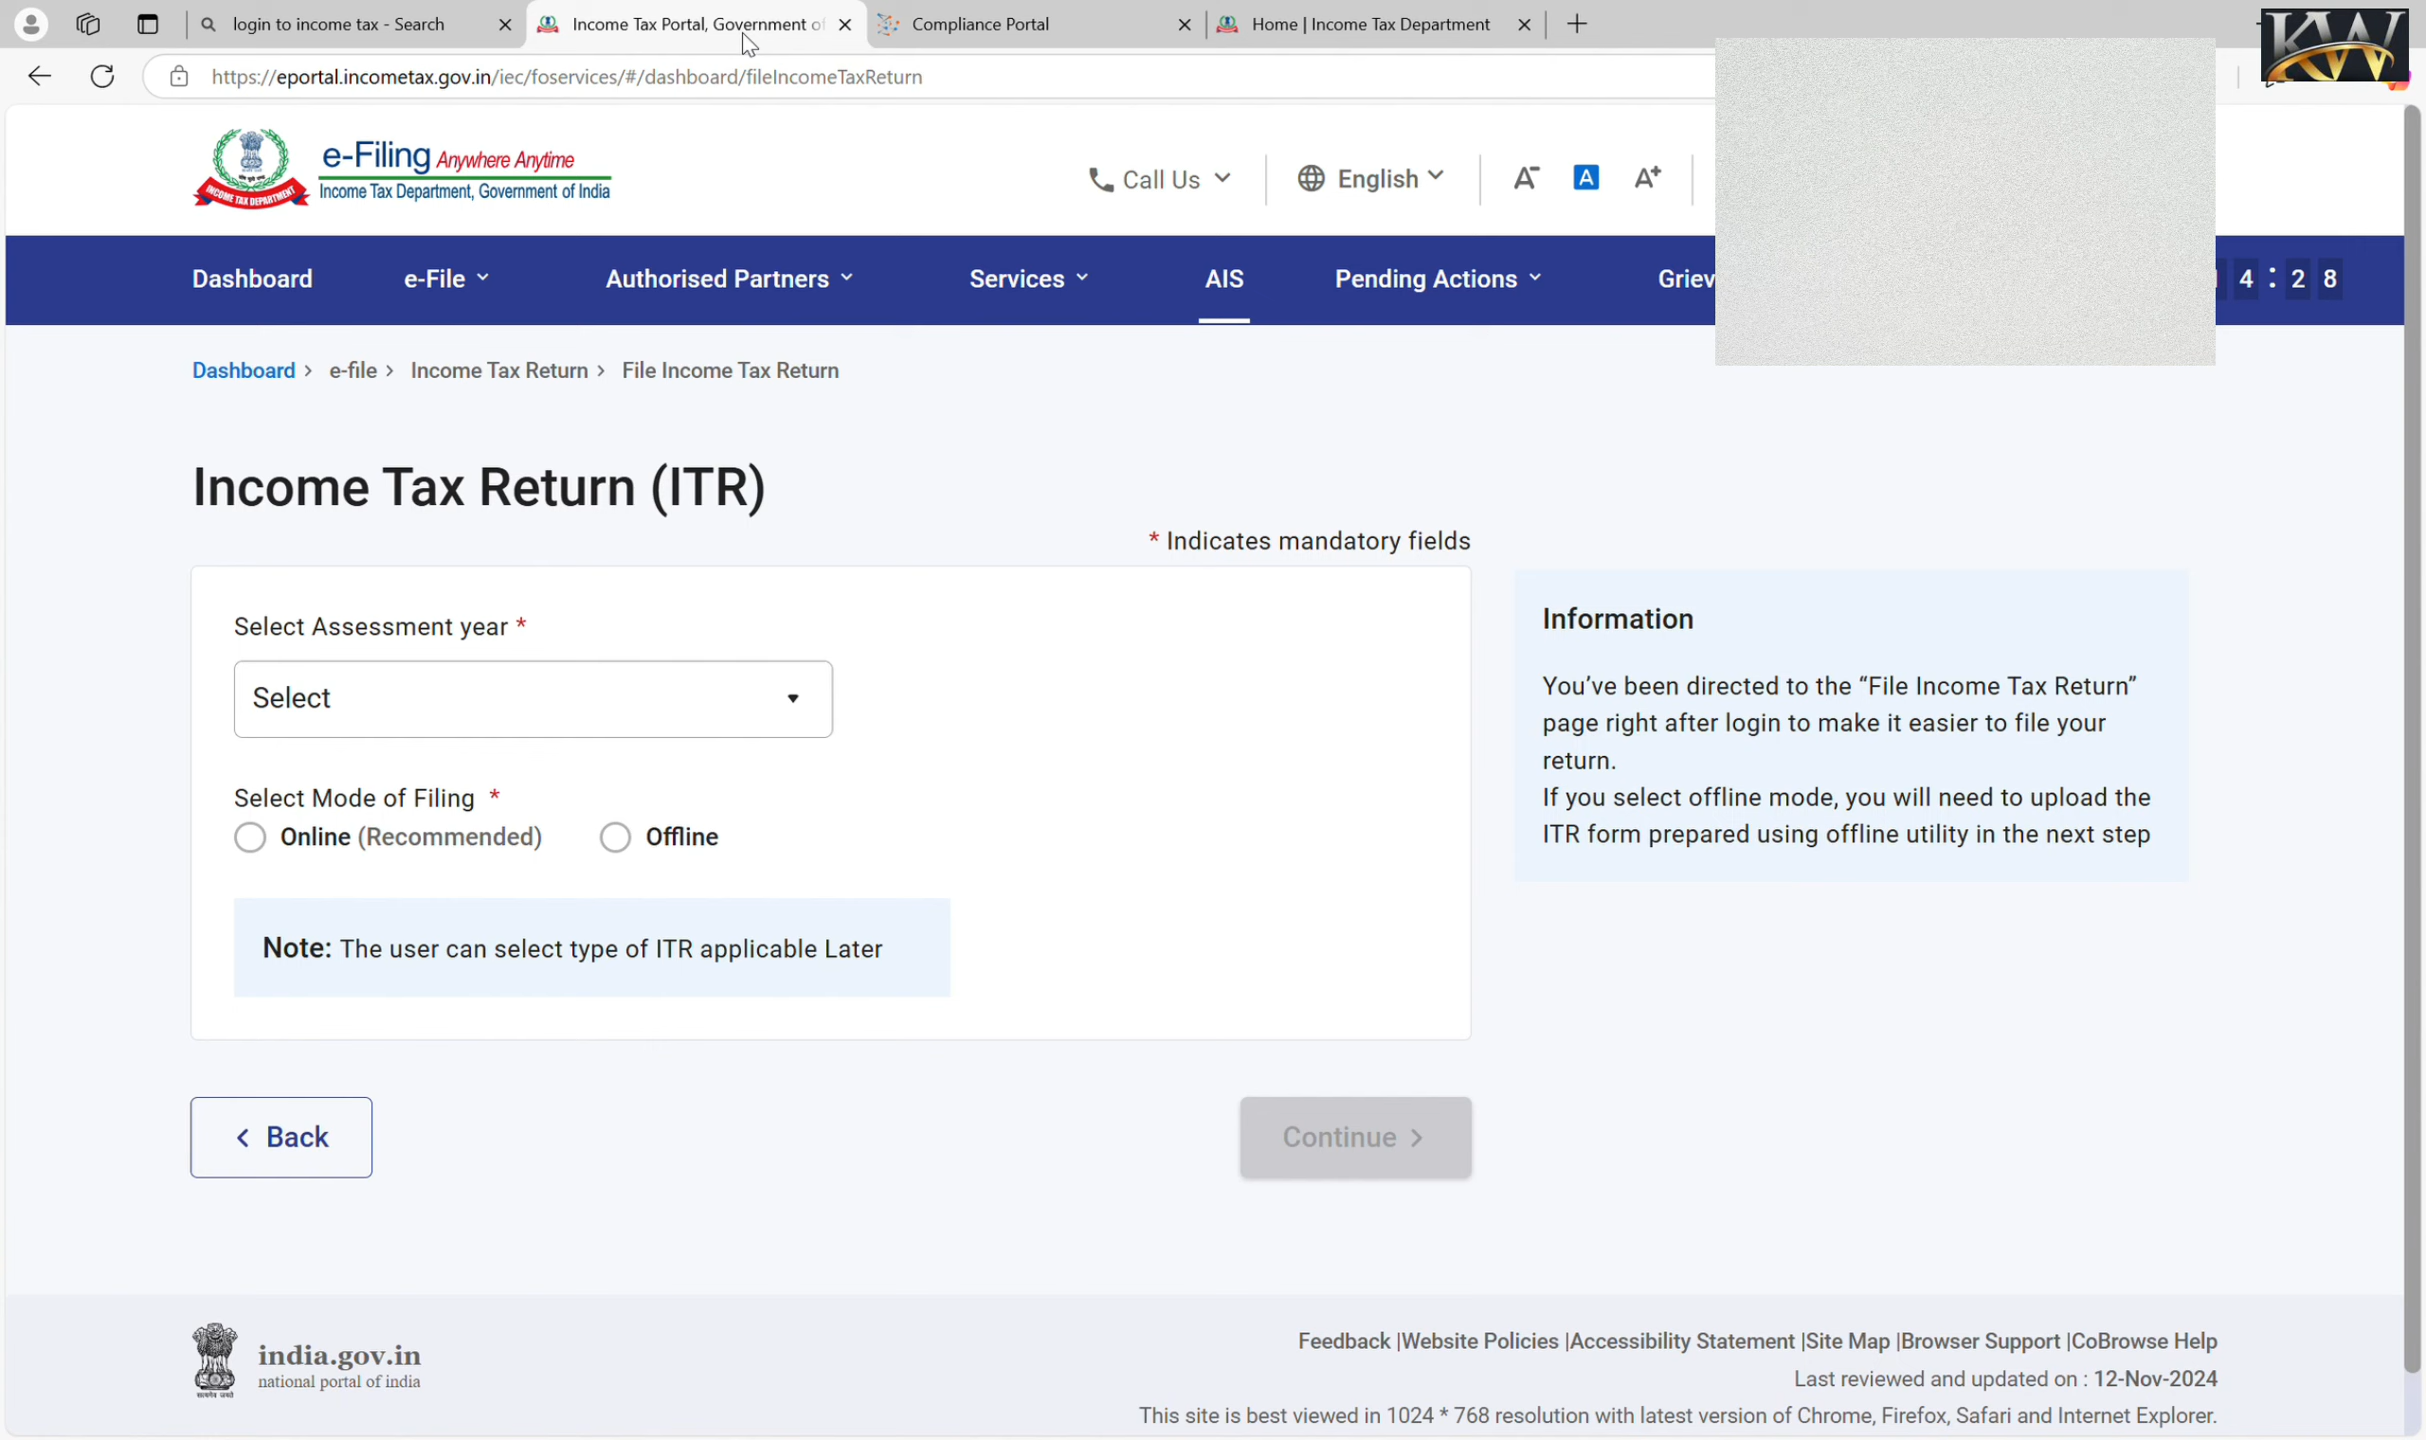 login to income tax - Search
Income Tax Portal, Government of
Compliance Portal
Home | Income Tax Department
KW
https://eportal.incometax.gov.in/iec/foservices/#/dashboard/fileIncomeTaxReturn
INCOME TAX DEPARTMENT
e-Filing Anywhere Anytime
Income Tax Department, Government of India
Call Us
English
A-
A
A+
Dashboard
e-File
Authorised Partners
Services
AIS
Pending Actions
Griev
4 : 2 8
Dashboard > e-file > Income Tax Return > File Income Tax Return
Income Tax Return (ITR)
* Indicates mandatory fields
Select Assessment year *
Select
Select Mode of Filing *
Online (Recommended)
Offline
Note: The user can select type of ITR applicable Later
Information
You’ve been directed to the “File Income Tax Return”
page right after login to make it easier to file your
return.
If you select offline mode, you will need to upload the
ITR form prepared using offline utility in the next step
< Back
Continue >
india.gov.in
national portal of india
Feedback |Website Policies |Accessibility Statement |Site Map |Browser Support |CoBrowse Help
Last reviewed and updated on : 12-Nov-2024
This site is best viewed in 1024 * 768 resolution with latest version of Chrome, Firefox, Safari and Internet Explorer.